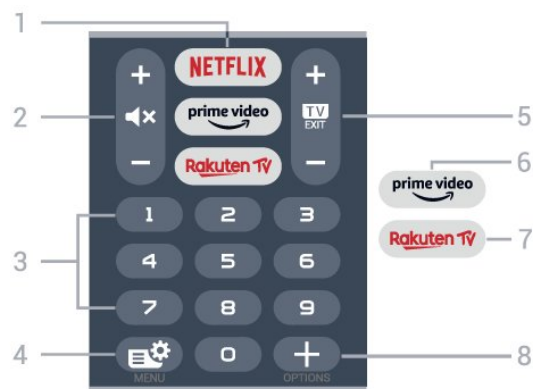 1
NETFLIX
+ +
2 prime video TV EXIT 5
6
− −
prime video
Rakuten TV
1 2 3
Rakuten TV 7
3
4 5 6
7 8 9
4 0 + 8
MENU OPTIONS